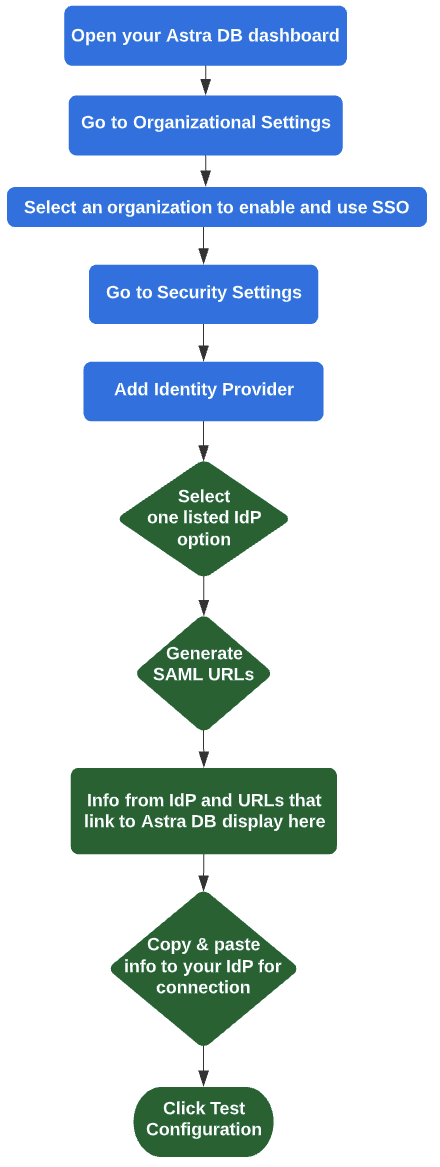 Open your Astra DB dashboard
Go to Organizational Settings
Select an organization to enable and use SSO
Go to Security Settings
Add Identity Provider
Select
one listed IdP
option
Generate
SAML URLs
Info from IdP and URLs that
link to Astra DB display here
Copy & paste
info to your IdP for
connection
Click Test
Configuration